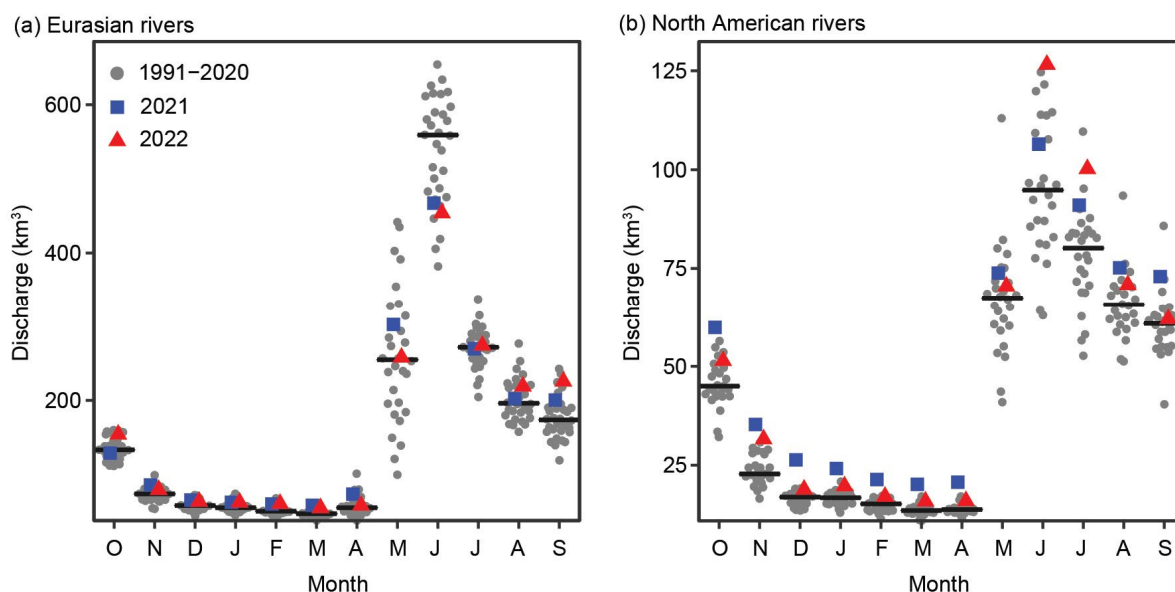 (a) Eurasian rivers
600
400
200
Discharge (km³)
1991−2020
2021
2022
O N D J F M A M J J A S
Month
(b) North American rivers
125
100
75
50
25
Discharge (km³)
O N D J F M A M J J A S
Month